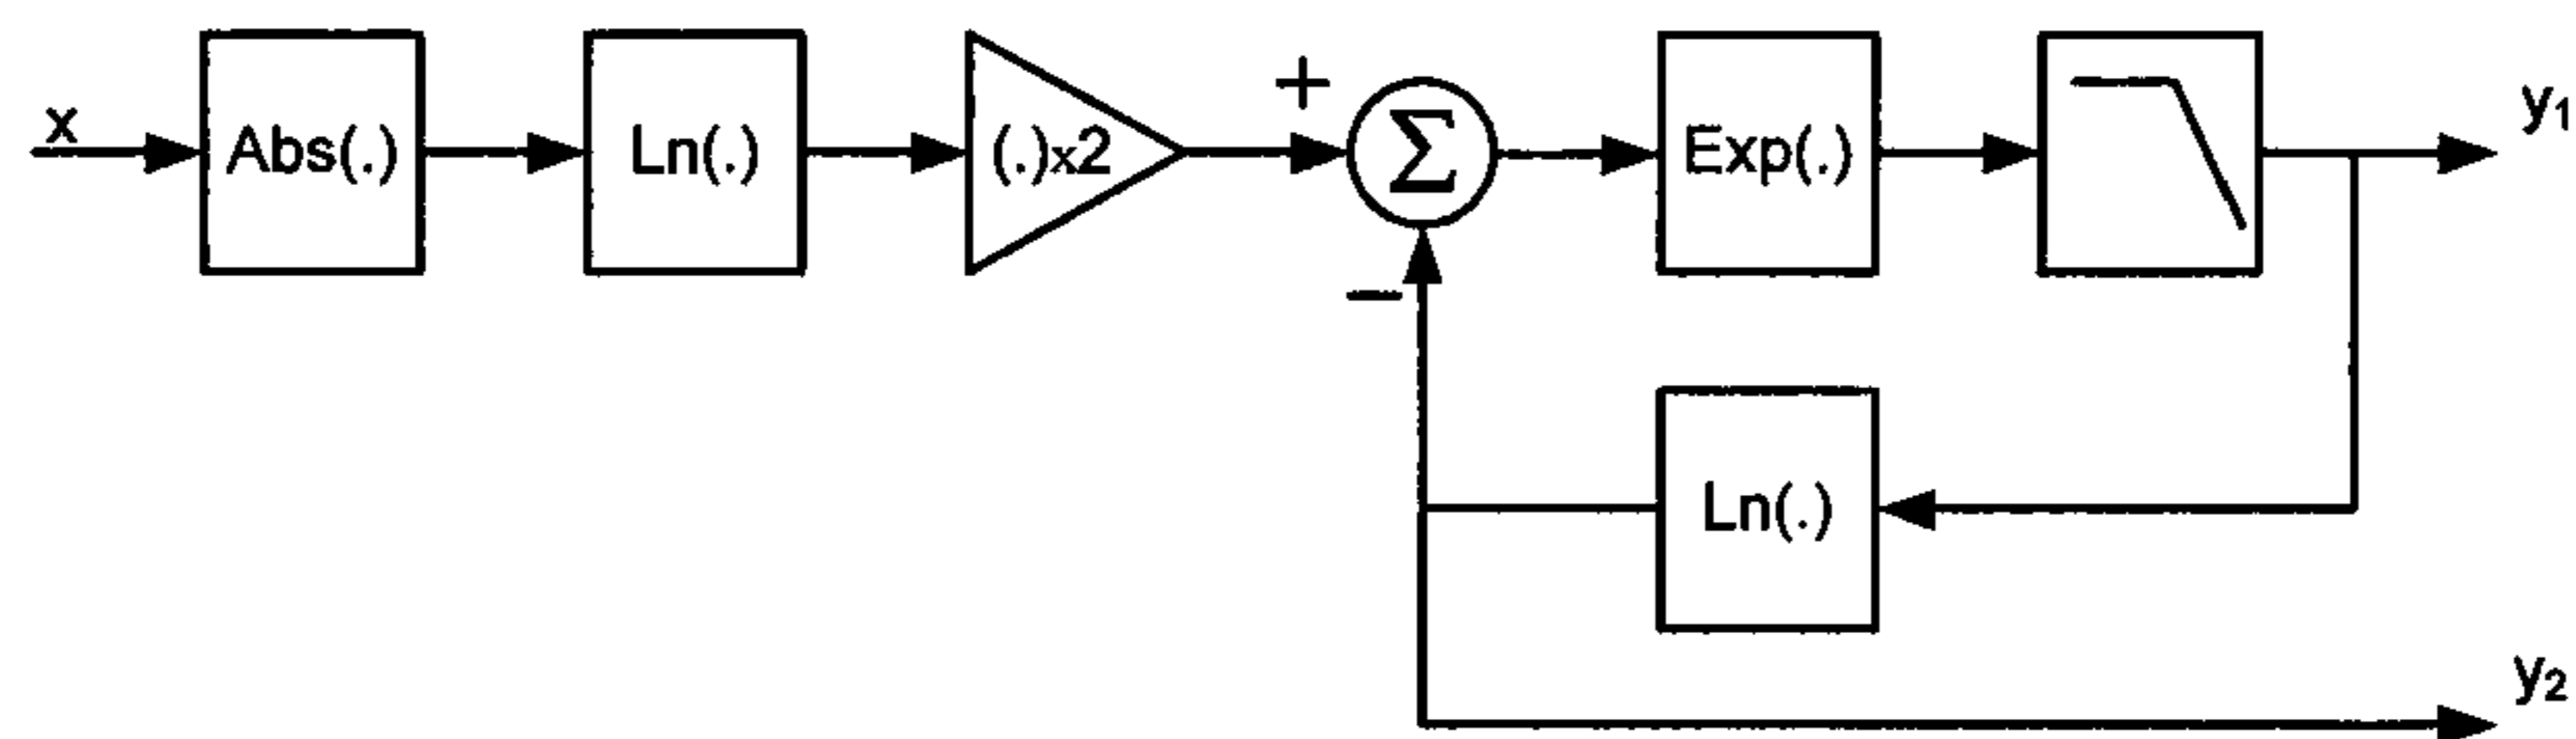 x
Abs(.)
Ln(.)
(.)x2
+
Σ
−
Exp(.)
y₁
Ln(.)
y₂